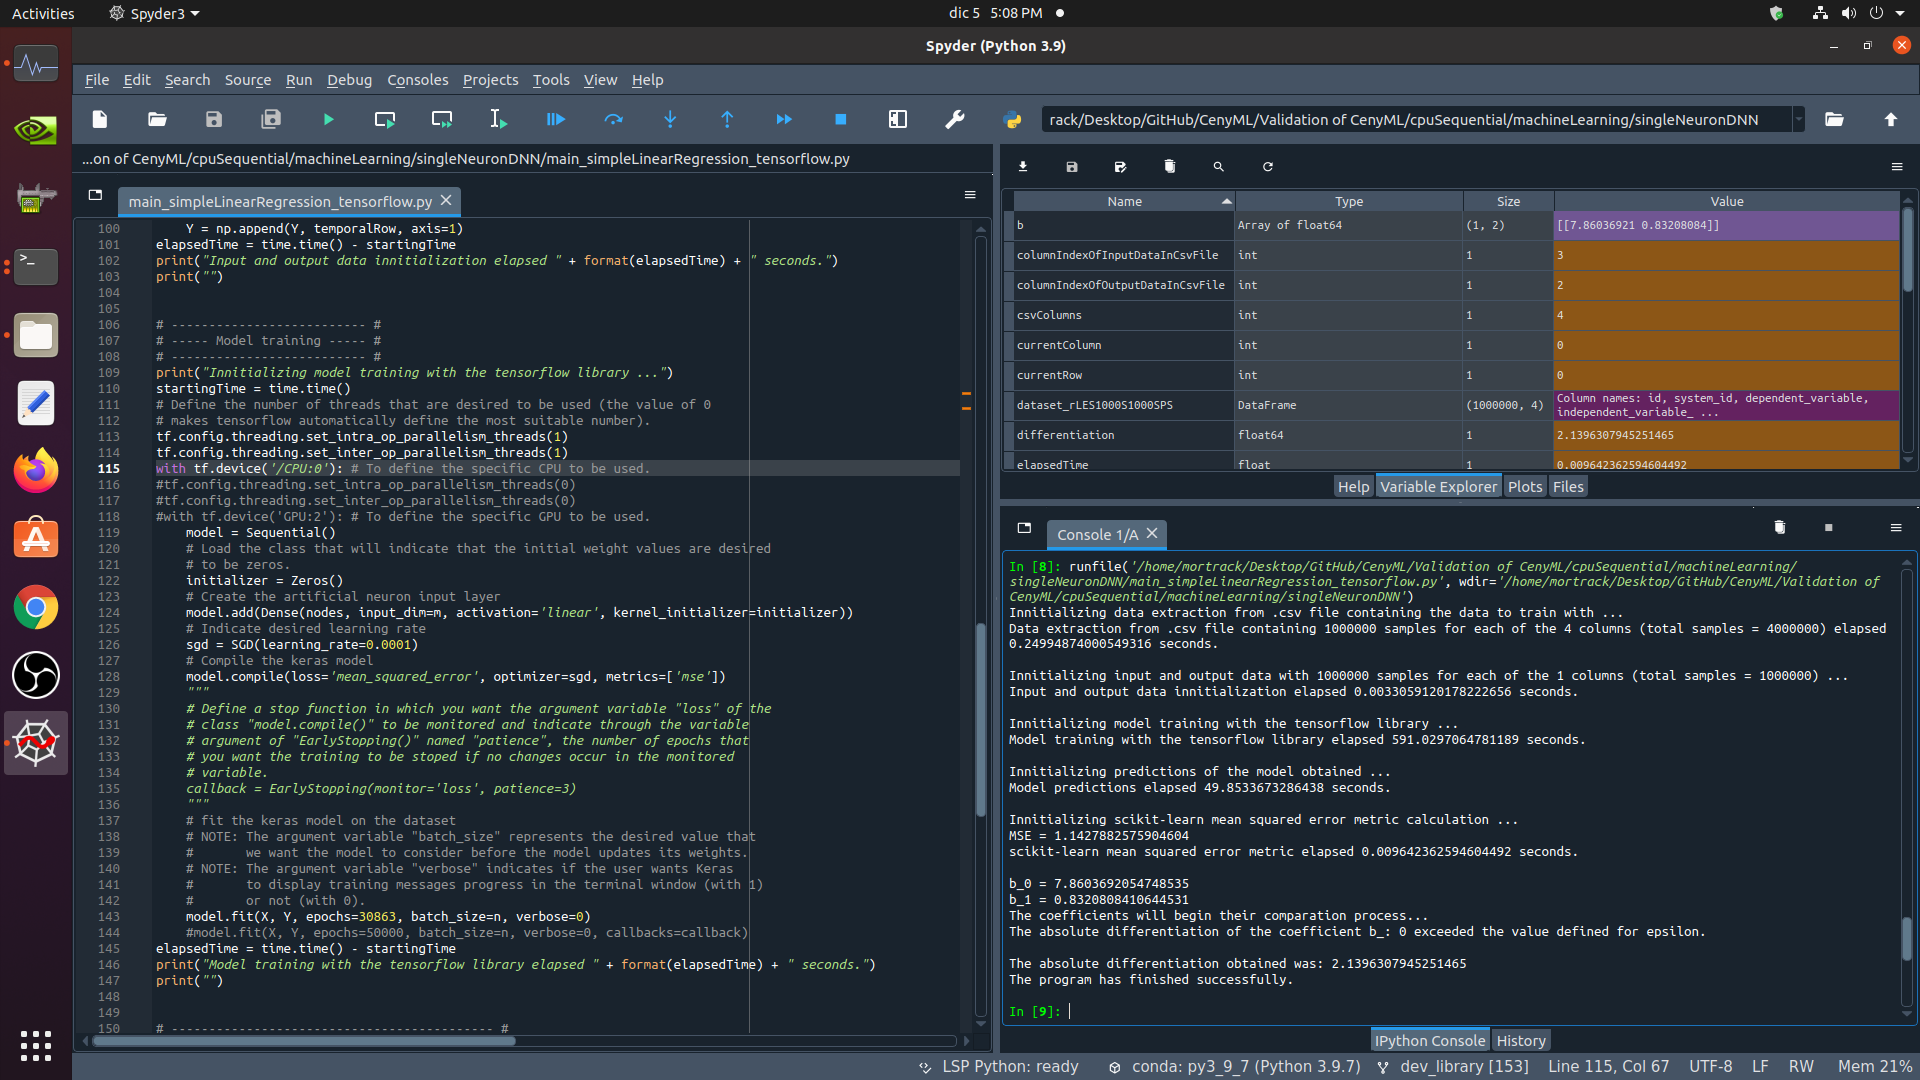 Activities
Spyder3
dic 5 5:08 PM
Spyder (Python 3.9)
File Edit Search Source Run Debug Consoles Projects Tools View Help
rack/Desktop/GitHub/CenyML/Validation of CenyML/cpuSequential/machineLearning/singleNeuronDNN
...on of CenyML/cpuSequential/machineLearning/singleNeuronDNN/main_simpleLinearRegression_tensorflow.py
main_simpleLinearRegression_tensorflow.py
100 Y = np.append(Y, temporalRow, axis=1)
101 elapsedTime = time.time() - startingTime
102 print("Input and output data innitialization elapsed " + format(elapsedTime) + " seconds.")
103 print("")
104
105
106 # -------------------------- #
107 # ----- Model training ----- #
108 # -------------------------- #
109 print("Innitializing model training with the tensorflow library ...")
110 startingTime = time.time()
111 # Define the number of threads that are desired to be used (the value of 0
112 # makes tensorflow automatically define the most suitable number).
113 tf.config.threading.set_intra_op_parallelism_threads(1)
114 tf.config.threading.set_inter_op_parallelism_threads(1)
115 with tf.device('/CPU:0'): # To define the specific CPU to be used.
116 #tf.config.threading.set_intra_op_parallelism_threads(0)
117 #tf.config.threading.set_inter_op_parallelism_threads(0)
118 #with tf.device('GPU:2'): # To define the specific GPU to be used.
119 model = Sequential()
120 # Load the class that will indicate that the initial weight values are desired
121 # to be zeros.
122 initializer = Zeros()
123 # Create the artificial neuron input layer
124 model.add(Dense(nodes, input_dim=m, activation='linear', kernel_initializer=initializer))
125 # Indicate desired learning rate
126 sgd = SGD(learning_rate=0.0001)
127 # Compile the keras model
128 model.compile(loss='mean_squared_error', optimizer=sgd, metrics=['mse'])
129 """
130 # Define a stop function in which you want the argument variable "loss" of the
131 # class "model.compile()" to be monitored and indicate through the variable
132 # argument of "EarlyStopping()" named "patience", the number of epochs that
133 # you want the training to be stoped if no changes occur in the monitored
134 # variable.
135 callback = EarlyStopping(monitor='loss', patience=3)
136 """
137 # fit the keras model on the dataset
138 # NOTE: The argument variable "batch_size" represents the desired value that
139 # we want the model to consider before the model updates its weights.
140 # NOTE: The argument variable "verbose" indicates if the user wants Keras
141 # to display training messages progress in the terminal window (with 1)
142 # or not (with 0).
143 model.fit(X, Y, epochs=30863, batch_size=n, verbose=0)
144 #model.fit(X, Y, epochs=50000, batch_size=n, verbose=0, callbacks=callback)
145 elapsedTime = time.time() - startingTime
146 print("Model training with the tensorflow library elapsed " + format(elapsedTime) + " seconds.")
147 print("")
148
149
150 # ------------------------------------------- #
Name Type Size Value
b Array of float64 (1, 2) [[7.86036921 0.83208084]]
columnIndexOfInputDataInCsvFile int 1 3
columnIndexOfOutputDataInCsvFile int 1 2
csvColumns int 1 4
currentColumn int 1 0
currentRow int 1 0
dataset_rLES1000S1000SPS DataFrame (1000000, 4) Column names: id, system_id, dependent_variable,
independent_variable_ ...
differentiation float64 1 2.1396307945251465
elapsedTime float 1 0.009642362594604492
Help Variable Explorer Plots Files
Console 1/A
In [8]: runfile('/home/mortrack/Desktop/GitHub/CenyML/Validation of CenyML/cpuSequential/machineLearning/
singleNeuronDNN/main_simpleLinearRegression_tensorflow.py', wdir='/home/mortrack/Desktop/GitHub/CenyML/Validation of
CenyML/cpuSequential/machineLearning/singleNeuronDNN')
Innitializing data extraction from .csv file containing the data to train with ...
Data extraction from .csv file containing 1000000 samples for each of the 4 columns (total samples = 4000000) elapsed
0.24994874000549316 seconds.
Innitializing input and output data with 1000000 samples for each of the 1 columns (total samples = 1000000) ...
Input and output data innitialization elapsed 0.0033059120178222656 seconds.
Innitializing model training with the tensorflow library ...
Model training with the tensorflow library elapsed 591.0297064781189 seconds.
Innitializing predictions of the model obtained ...
Model predictions elapsed 49.8533673286438 seconds.
Innitializing scikit-learn mean squared error metric calculation ...
MSE = 1.1427882575904604
scikit-learn mean squared error metric elapsed 0.009642362594604492 seconds.
b_0 = 7.8603692054748535
b_1 = 0.8320808410644531
The coefficients will begin their comparation process...
The absolute differentiation of the coefficient b_: 0 exceeded the value defined for epsilon.
The absolute differentiation obtained was: 2.1396307945251465
The program has finished successfully.
In [9]:
IPython Console History
LSP Python: ready conda: py3_9_7 (Python 3.9.7) dev_library [153] Line 115, Col 67 UTF-8 LF RW Mem 21%